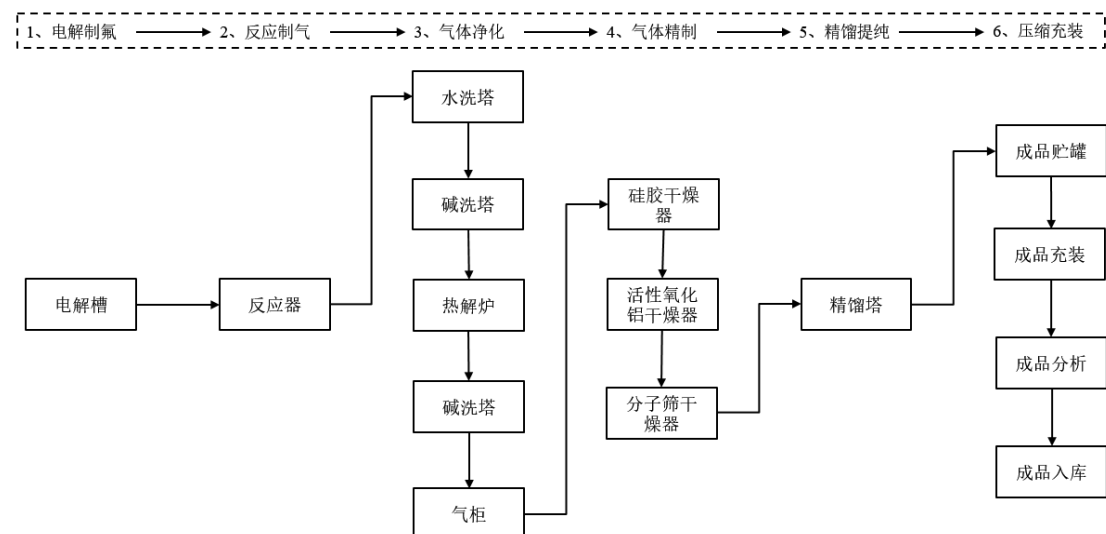 1、电解制氟 2、反应制气 3、气体净化 4、气体精制 5、精馏提纯 6、压缩充装
电解槽
反应器
水洗塔
碱洗塔
热解炉
碱洗塔
气柜
硅胶干燥
器
活性氧化
铝干燥器
分子筛干
燥器
精馏塔
成品贮罐
成品充装
成品分析
成品入库